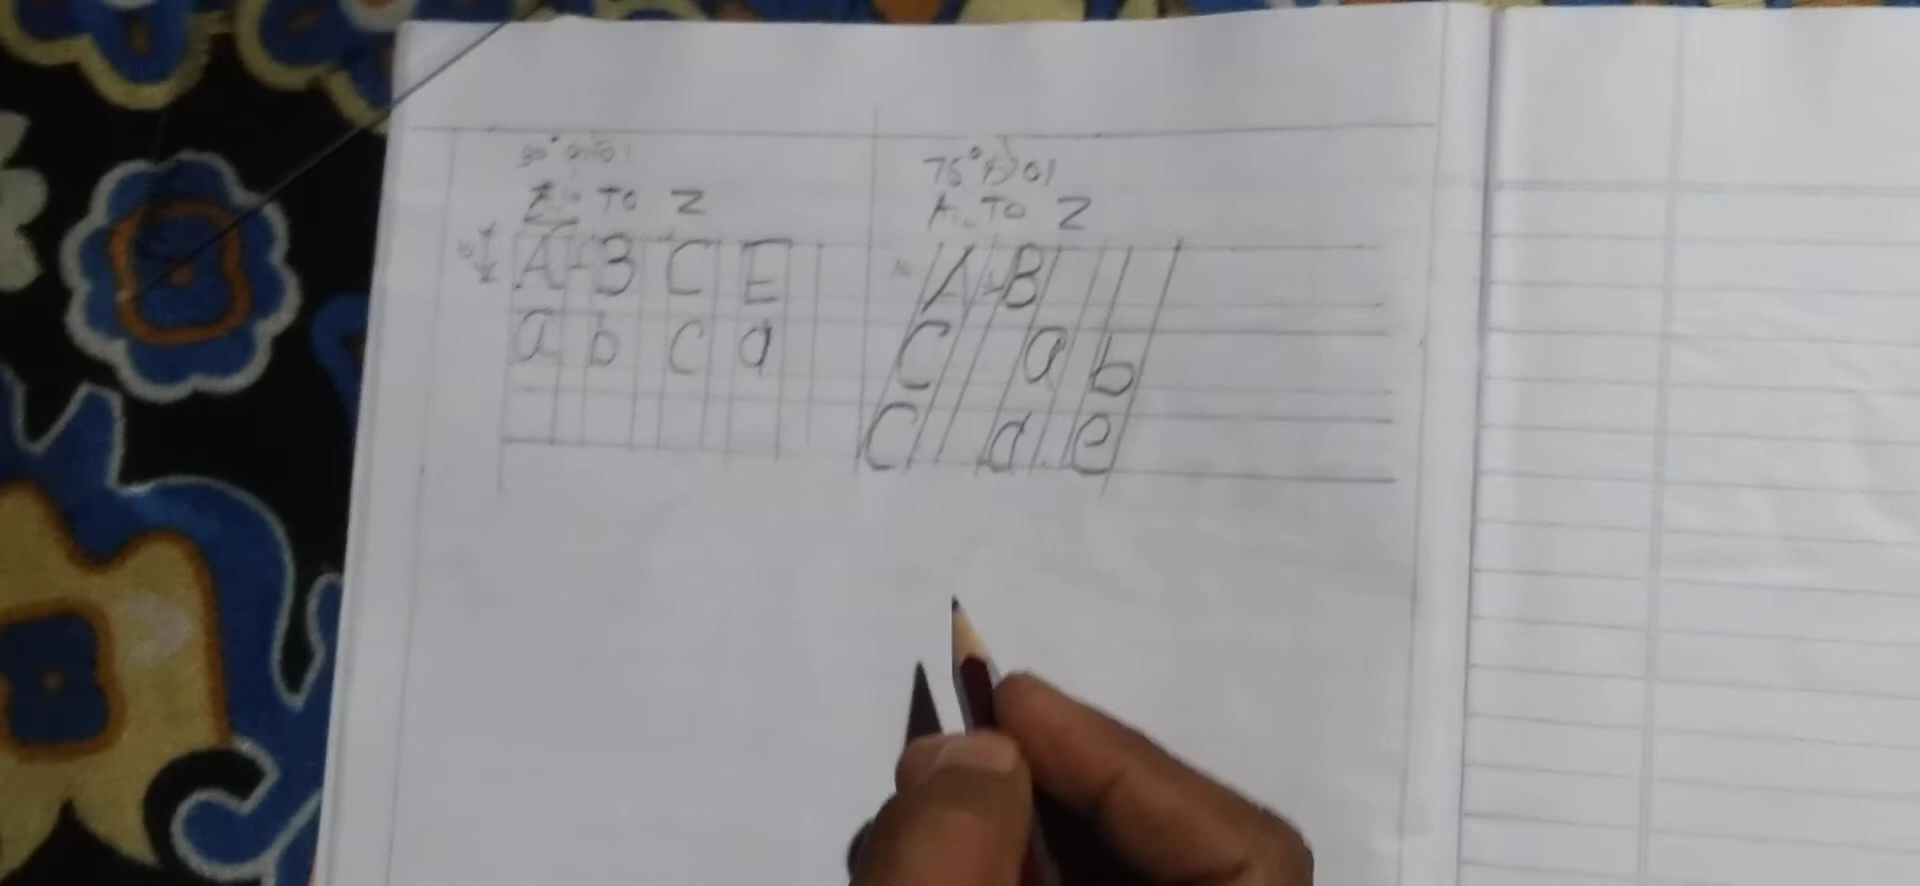 A TO Z
A B C E
a b c d
75°
A TO Z
A B
C a b
C d e